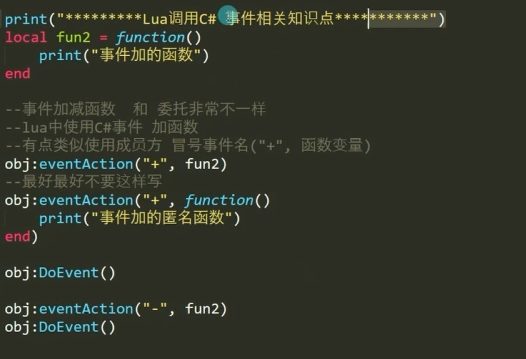 print("*********Lua调用C# 事件相关知识点***********")
local fun2 = function()
    print("事件加的函数")
end
--事件加减函数  和 委托非常不一样
--lua中使用C#事件 加函数
--有点类似使用成员方 冒号事件名("+", 函数变量)
obj:eventAction("+", fun2)
--最好最好不要这样写
obj:eventAction("+", function()
    print("事件加的匿名函数")
end)
obj:DoEvent()
obj:eventAction("-", fun2)
obj:DoEvent()